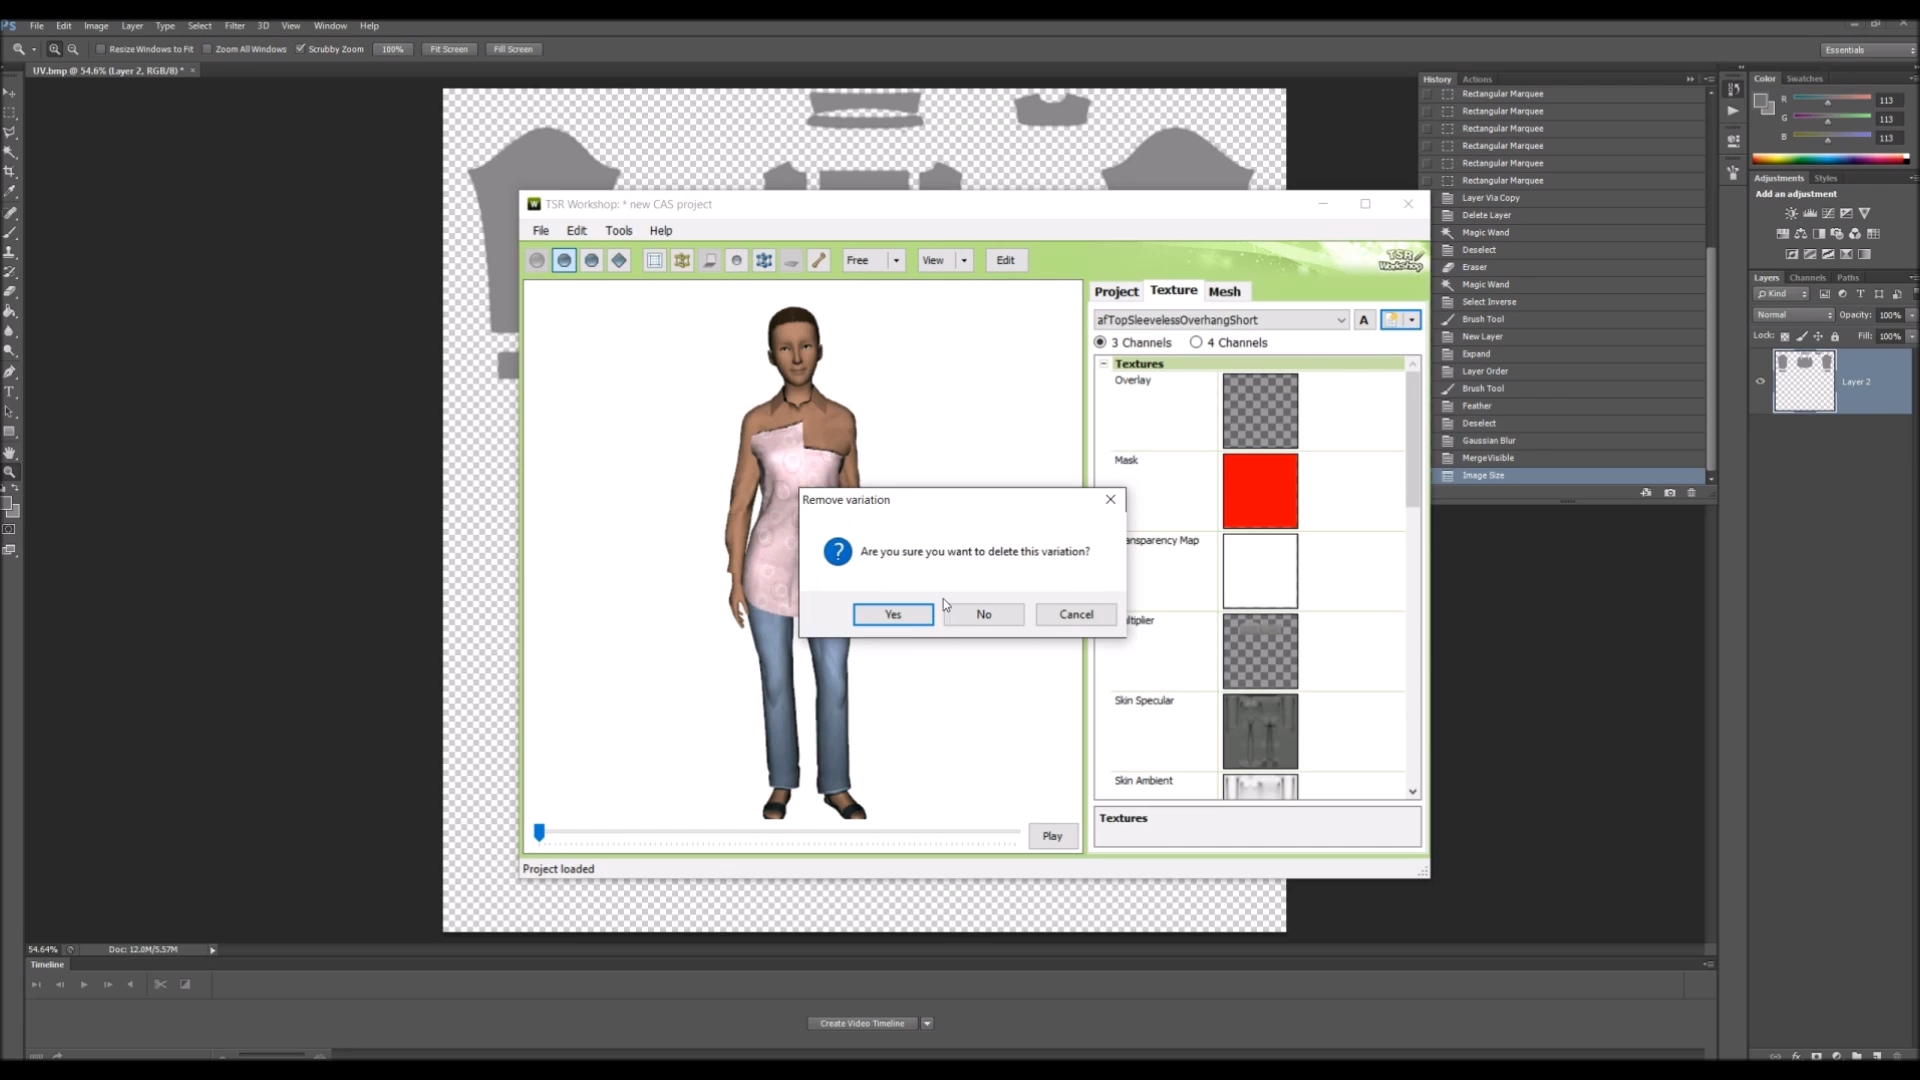 File Edit Image Layer Type Select Filter 3D View Window Help
Resize Windows to Fit Zoom All Windows Scrubby Zoom 100% Fit Screen Fill Screen Essentials
UV.bmp @ 54.6% (Layer 2, RGB/8) * ×
History Actions
Rectangular Marquee
Rectangular Marquee
Rectangular Marquee
Rectangular Marquee
Rectangular Marquee
Rectangular Marquee
Layer Via Copy
Delete Layer
Magic Wand
Deselect
Eraser
Magic Wand
Select Inverse
Brush Tool
New Layer
Expand
Layer Order
Brush Tool
Feather
Deselect
Gaussian Blur
MergeVisible
Image Size
Color Swatches
R 113
G 113
B 113
Adjustments Styles
Add an adjustment
Layers Channels Paths
Kind
Normal Opacity: 100%
Lock: Fill: 100%
Layer 2
TSR Workshop: * new CAS project
File Edit Tools Help
Free View Edit
TSR Workshop
Project Texture Mesh
afTopSleevelessOverhangShort A
3 Channels 4 Channels
Textures
Overlay
Mask
ansparency Map
ultiplier
Skin Specular
Skin Ambient
Textures
Remove variation
Are you sure you want to delete this variation?
Yes No Cancel
Play
Project loaded
54.64% Doc: 12.0M/5.57M
Timeline
Create Video Timeline